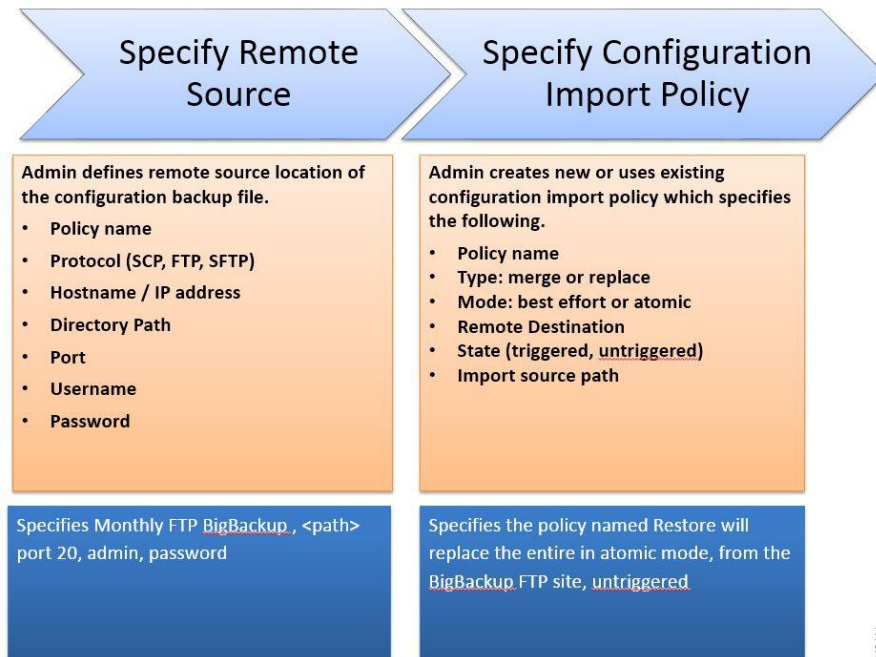 Specify Remote
Source
Specify Configuration
Import Policy
Admin defines remote source location of
the configuration backup file.
• Policy name
• Protocol (SCP, FTP, SFTP)
• Hostname / IP address
• Directory Path
• Port
• Username
• Password
Admin creates new or uses existing
configuration import policy which specifies
the following.
• Policy name
• Type: merge or replace
• Mode: best effort or atomic
• Remote Destination
• State (triggered, untriggered)
• Import source path
Specifies Monthly FTP BigBackup , <path>
port 20, admin, password
Specifies the policy named Restore will
replace the entire in atomic mode, from the
BigBackup FTP site, untriggered